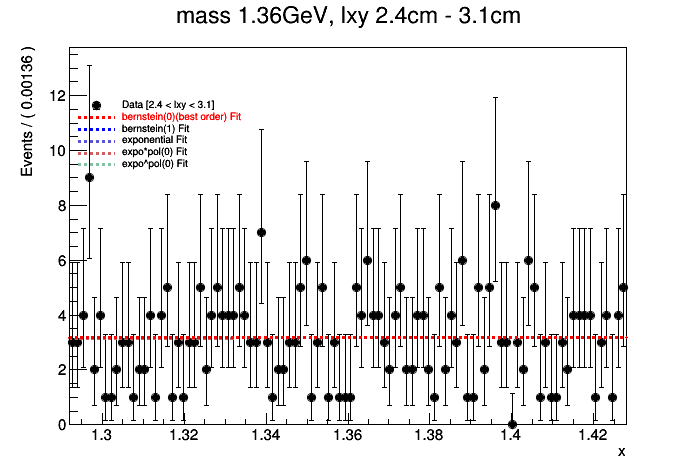 mass 1.36GeV, lxy 2.4cm - 3.1cm
Events / ( 0.00136 )
12
10
8
6
4
2
0
Data [2.4 < lxy < 3.1]
bernstein(0)(best order) Fit
bernstein(1) Fit
exponential Fit
expo*pol(0) Fit
expo^pol(0) Fit
1.3 1.32 1.34 1.36 1.38 1.4 1.42
x